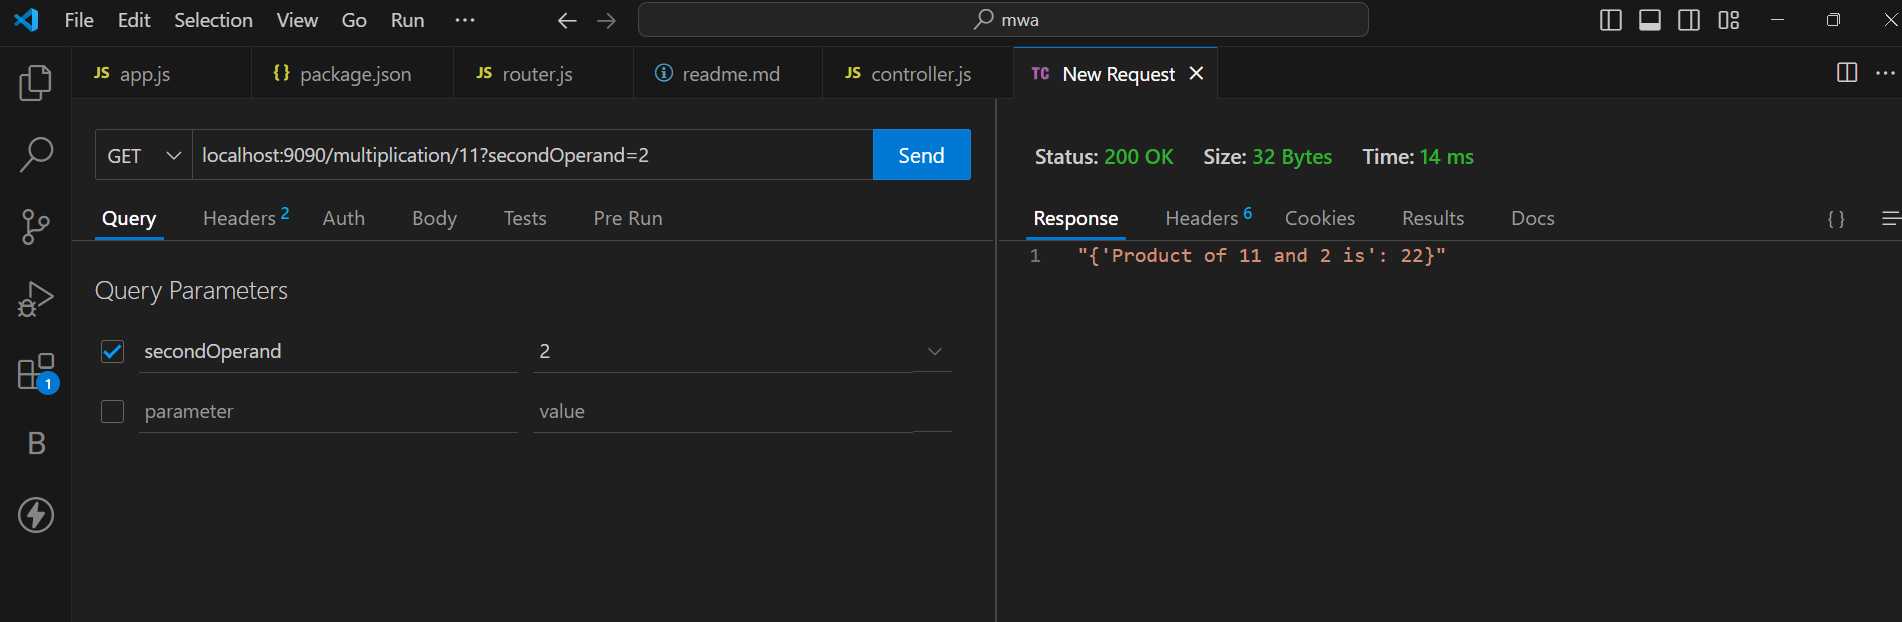 File Edit Selection View Go Run ··· mwa
JS app.js {} package.json JS router.js readme.md JS controller.js TC New Request
GET localhost:9090/multiplication/11?secondOperand=2 Send
Query Headers 2 Auth Body Tests Pre Run
Query Parameters
secondOperand 2
parameter value
Status: 200 OK Size: 32 Bytes Time: 14 ms
Response Headers 6 Cookies Results Docs { }
1 "{'Product of 11 and 2 is': 22}"
1
B